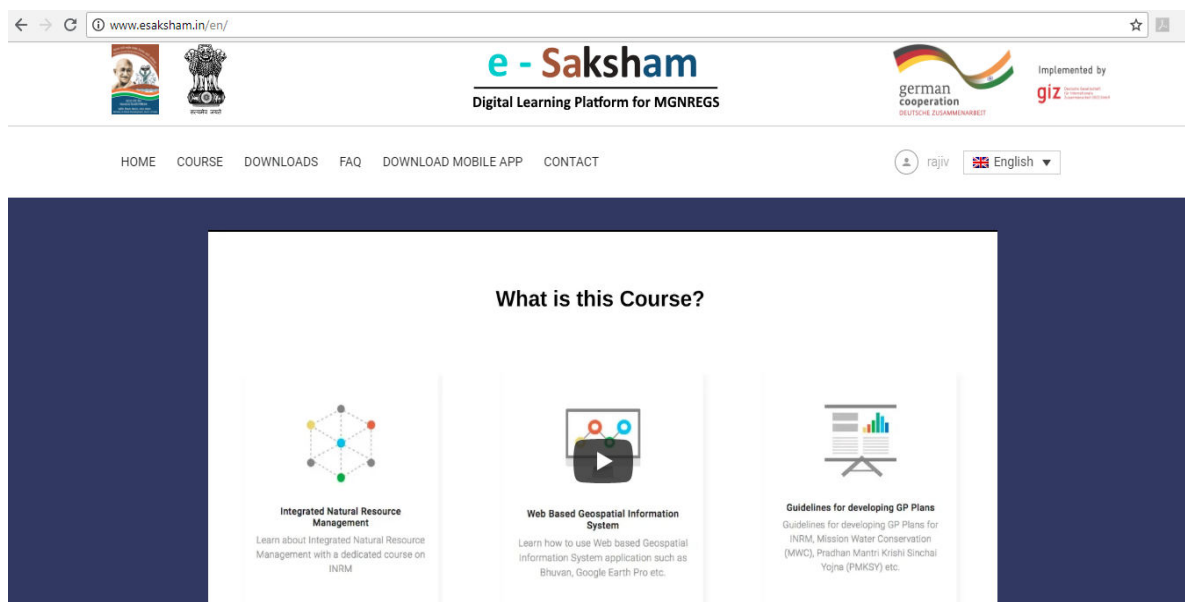 www.esaksham.in/en/
e - Saksham
Digital Learning Platform for MGNREGS
सत्यमेव जयते
german
cooperation
DEUTSCHE ZUSAMMENARBEIT
Implemented by
giz
HOME COURSE DOWNLOADS FAQ DOWNLOAD MOBILE APP CONTACT
rajiv
English
What is this Course?
Integrated Natural Resource
Management
Learn about Integrated Natural Resource
Management with a dedicated course on
INRM
Web Based Geospatial Information
System
Learn how to use Web based Geospatial
Information System application such as
Bhuvan, Google Earth Pro etc.
Guidelines for developing GP Plans
Guidelines for developing GP Plans for
INRM, Mission Water Conservation
(MWC), Pradhan Mantri Krishi Sinchai
Yojna (PMKSY) etc.